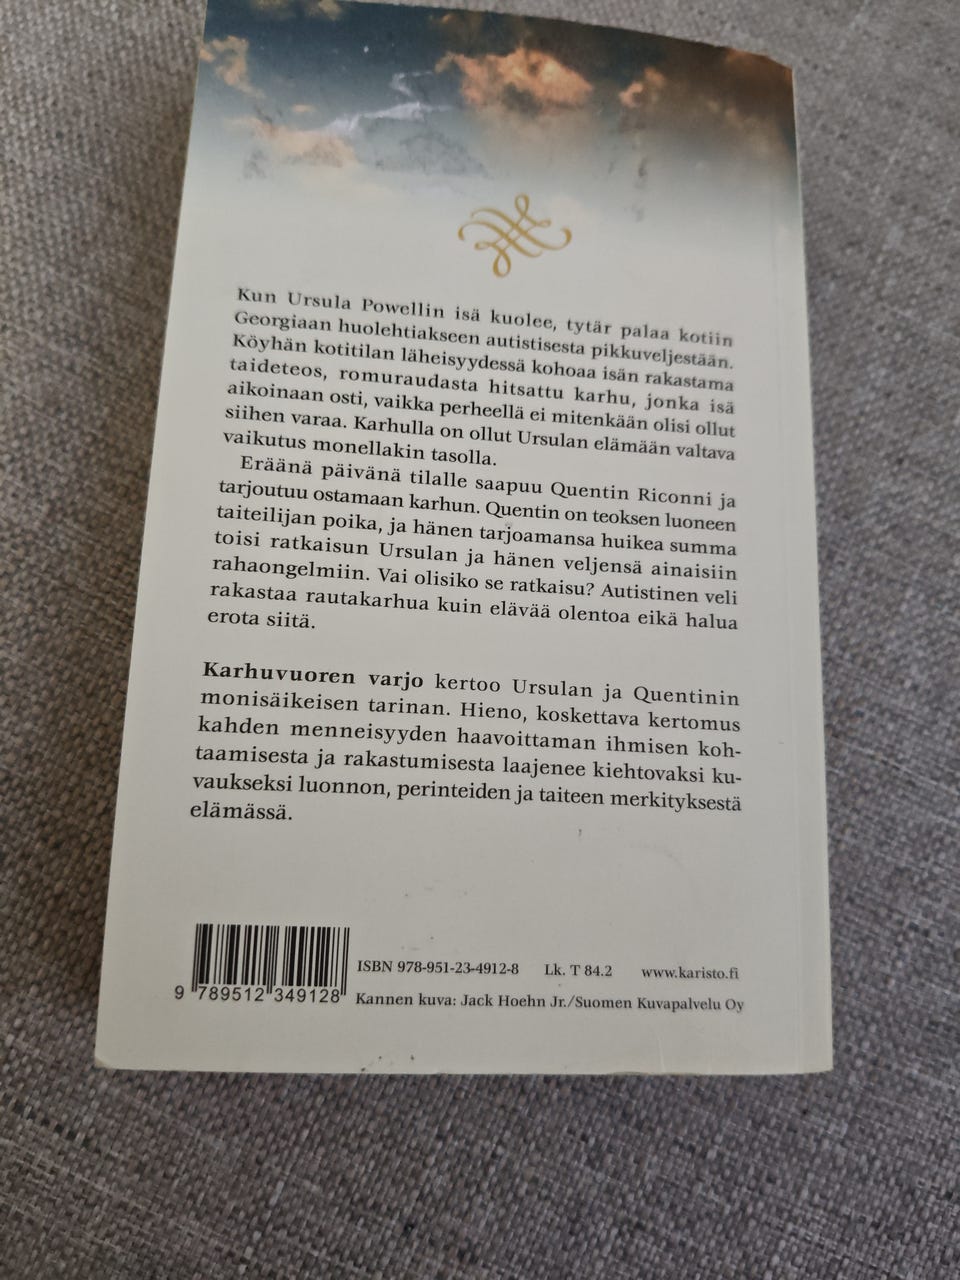 Kun Ursula Powellin isä kuolee, tytär palaa kotiin
Georgiaan huolehtiakseen autistisesta pikkuveljestään.
Köyhän kotitilan läheisyydessä kohoaa isän rakastama
taideteos, romuraudasta hitsattu karhu, jonka isä
aikoinaan osti, vaikka perheellä ei mitenkään olisi ollut
siihen varaa. Karhulla on ollut Ursulan elämään valtava
vaikutus monellakin tasolla.
Eräänä päivänä tilalle saapuu Quentin Riconni ja
tarjoutuu ostamaan karhun. Quentin on teoksen luoneen
taiteilijan poika, ja hänen tarjoamansa huikea summa
toisi ratkaisun Ursulan ja hänen veljensä ainaisiin
rahaongelmiin. Vai olisiko se ratkaisu? Autistinen veli
rakastaa rautakarhua kuin elävää olentoa eikä halua
erota siitä.
Karhuvuoren varjo kertoo Ursulan ja Quentinin
monisäikeisen tarinan. Hieno, koskettava kertomus
kahden menneisyyden haavoittaman ihmisen koh-
taamisesta ja rakastumisesta laajenee kiehtovaksi ku-
vaukseksi luonnon, perinteiden ja taiteen merkityksestä
elämässä.
ISBN 978-951-23-4912-8 Lk. T 84.2 www.karisto.fi
9 789512 349128
Kannen kuva: Jack Hoehn Jr./Suomen Kuvapalvelu Oy